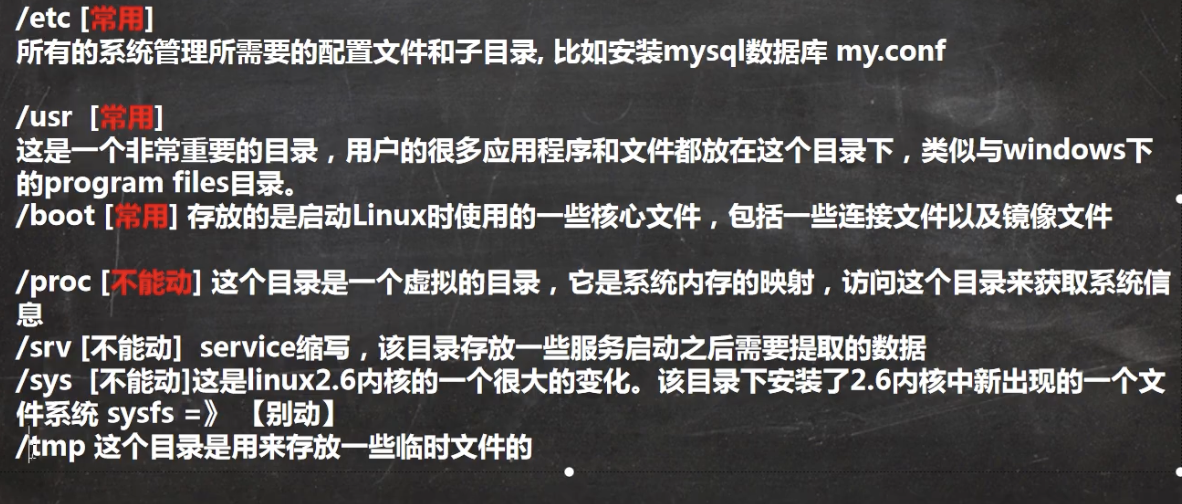 /etc [常用]
所有的系统管理所需要的配置文件和子目录, 比如安装mysql数据库 my.conf
/usr [常用]
这是一个非常重要的目录，用户的很多应用程序和文件都放在这个目录下，类似与windows下
的program files目录。
/boot [常用] 存放的是启动Linux时使用的一些核心文件，包括一些连接文件以及镜像文件
/proc [不能动] 这个目录是一个虚拟的目录，它是系统内存的映射，访问这个目录来获取系统信
息
/srv [不能动] service缩写，该目录存放一些服务启动之后需要提取的数据
/sys [不能动]这是linux2.6内核的一个很大的变化。该目录下安装了2.6内核中新出现的一个文
件系统 sysfs =》 【别动】
/tmp 这个目录是用来存放一些临时文件的